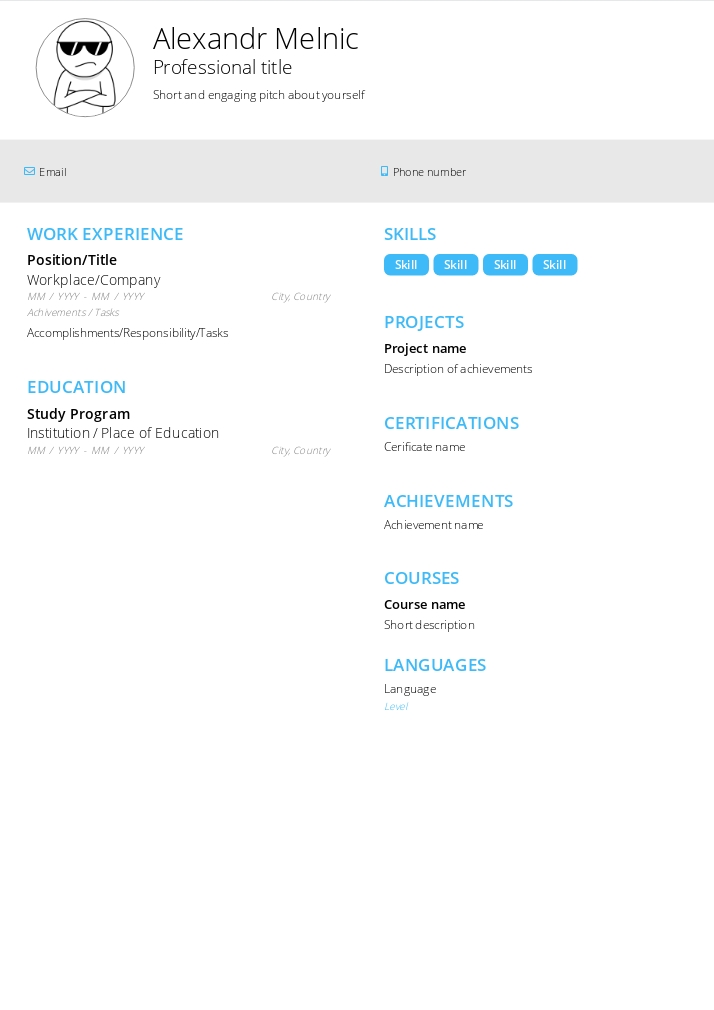 Alexandr Melnic
Professional title
Short and engaging pitch about yourself
Email
Phone number
WORK EXPERIENCE
Position/Title
Workplace/Company
MM / YYYY - MM / YYYY City, Country
Achivements / Tasks
Accomplishments/Responsibility/Tasks
EDUCATION
Study Program
Institution / Place of Education
MM / YYYY - MM / YYYY City, Country
SKILLS
Skill Skill Skill Skill
PROJECTS
Project name
Description of achievements
CERTIFICATIONS
Cerificate name
ACHIEVEMENTS
Achievement name
COURSES
Course name
Short description
LANGUAGES
Language
Level